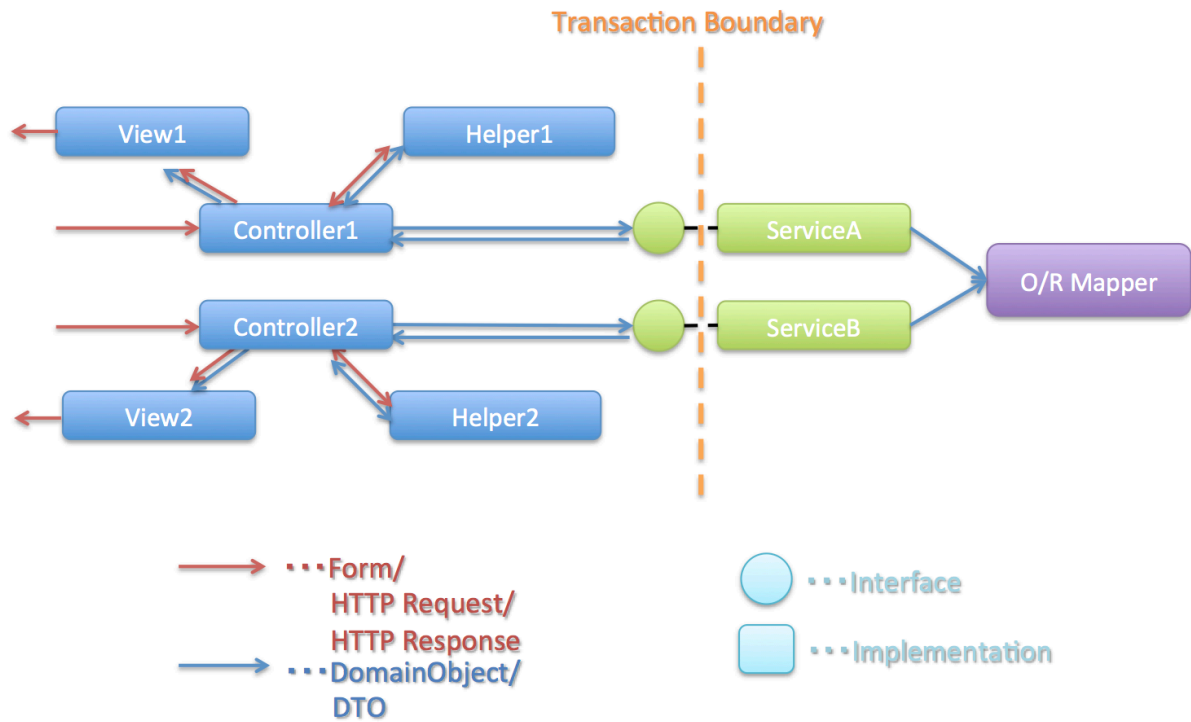 Transaction Boundary
View1
Helper1
Controller1
ServiceA
O/R Mapper
Controller2
ServiceB
View2
Helper2
･･･Form/
HTTP Request/
HTTP Response
･･･DomainObject/
DTO
･･･Interface
･･･Implementation